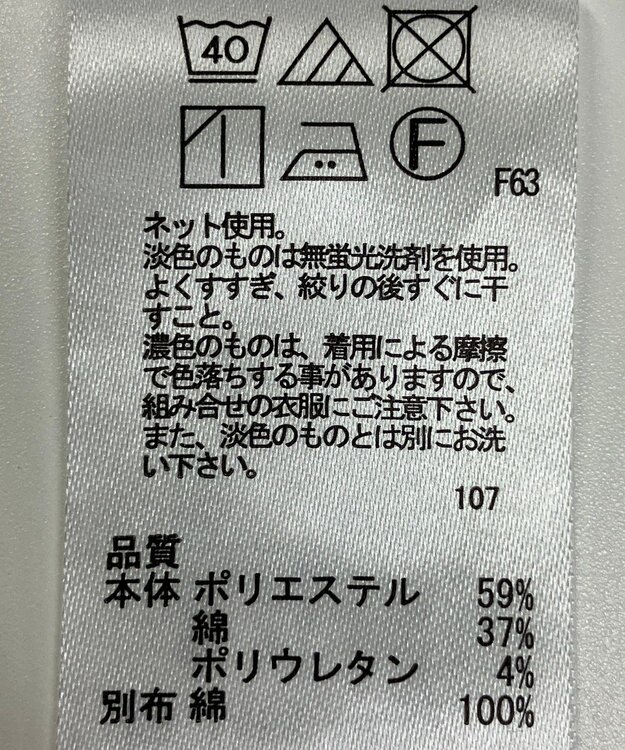 40
F
F63
ネット使用。
淡色のものは無蛍光洗剤を使用。
よくすすぎ、絞りの後すぐに干
すこと。
濃色のものは、着用による摩擦
で色落ちする事がありますので、
組み合せの衣服にご注意下さい。
また、淡色のものとは別にお洗
い下さい。
107
品質
本体 ポリエステル 59%
綿 37%
ポリウレタン 4%
別布 綿 100%